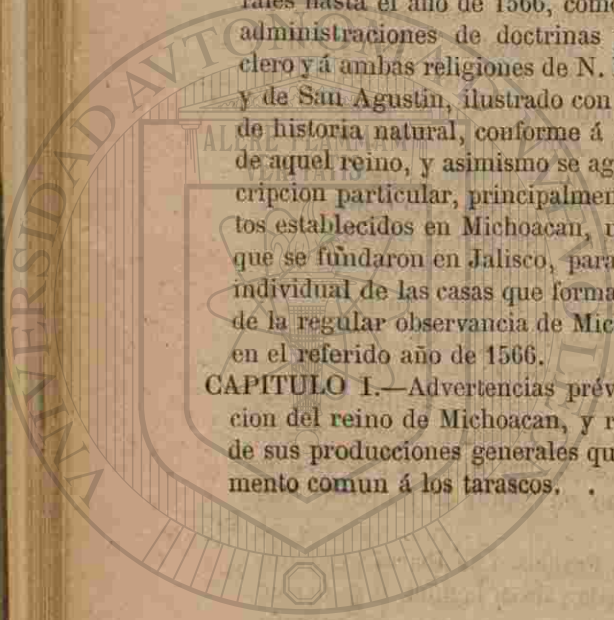 rales hasta el año de 1566, com
administraciones de doctrinas
clero y á ambas religiones de N.
y de San Agustin, ilustrado con
de historia natural, conforme á
de aquel reino, y asimismo se ag
cripcion particular, principalmen
tos establecidos en Michoacan,
que se fundaron en Jalisco, para
individual de las casas que forma
de la regular observancia de Mic
en el referido año de 1566.
CAPITULO I.—Advertencias prév
cion del reino de Michoacan, y r
de sus producciones generales qu
mento comun á los tarascos. .
ALERE FLAMMAM
VERITATIS